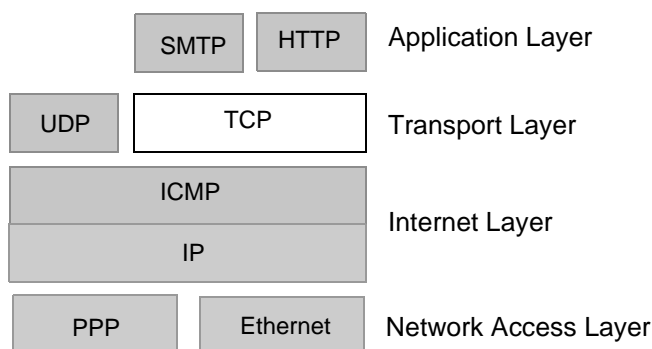 SMTP HTTP Application Layer
UDP TCP Transport Layer
ICMP
Internet Layer
IP
PPP Ethernet Network Access Layer